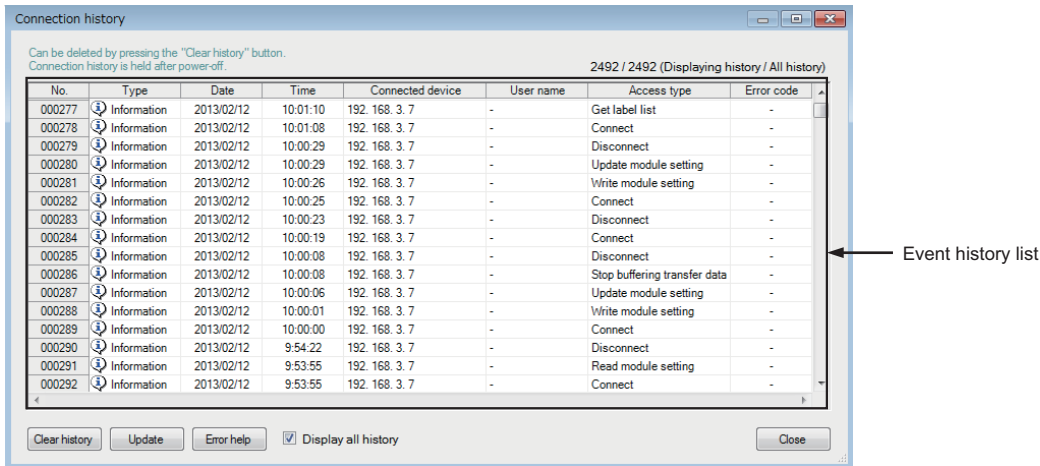 Connection history
Can be deleted by pressing the "Clear history" button.
Connection history is held after power-off.
2492 / 2492 (Displaying history / All history)
No. Type Date Time Connected device User name Access type Error code
000277 Information 2013/02/12 10:01:10 192. 168. 3. 7 - Get label list -
000278 Information 2013/02/12 10:01:08 192. 168. 3. 7 - Connect -
000279 Information 2013/02/12 10:00:29 192. 168. 3. 7 - Disconnect -
000280 Information 2013/02/12 10:00:29 192. 168. 3. 7 - Update module setting -
000281 Information 2013/02/12 10:00:26 192. 168. 3. 7 - Write module setting -
000282 Information 2013/02/12 10:00:25 192. 168. 3. 7 - Connect -
000283 Information 2013/02/12 10:00:23 192. 168. 3. 7 - Disconnect -
000284 Information 2013/02/12 10:00:19 192. 168. 3. 7 - Connect -
000285 Information 2013/02/12 10:00:08 192. 168. 3. 7 - Disconnect -
000286 Information 2013/02/12 10:00:08 192. 168. 3. 7 - Stop buffering transfer data -
000287 Information 2013/02/12 10:00:06 192. 168. 3. 7 - Update module setting -
000288 Information 2013/02/12 10:00:01 192. 168. 3. 7 - Write module setting -
000289 Information 2013/02/12 10:00:00 192. 168. 3. 7 - Connect -
000290 Information 2013/02/12 9:54:22 192. 168. 3. 7 - Disconnect -
000291 Information 2013/02/12 9:53:55 192. 168. 3. 7 - Read module setting -
000292 Information 2013/02/12 9:53:55 192. 168. 3. 7 - Connect -
Event history list
Clear history Update Error help Display all history Close